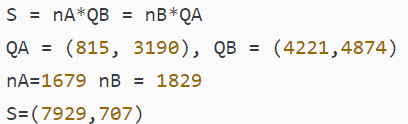 S = nA*QB = nB*QA
QA = (815, 3190), QB = (4221,4874)
nA=1679 nB = 1829
S=(7929,707)